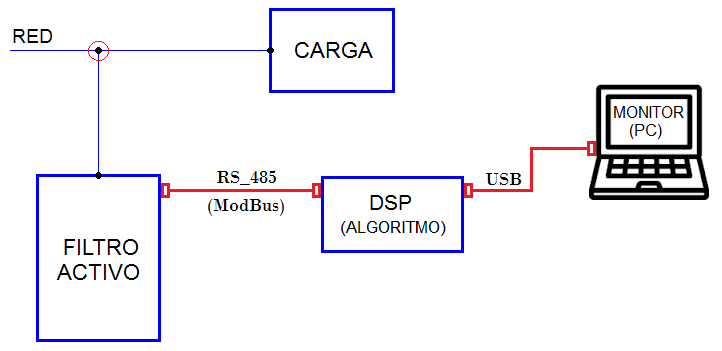 RED
CARGA
MONITOR
(PC)
RS_485
(ModBus)
USB
DSP
(ALGORITMO)
FILTRO
ACTIVO